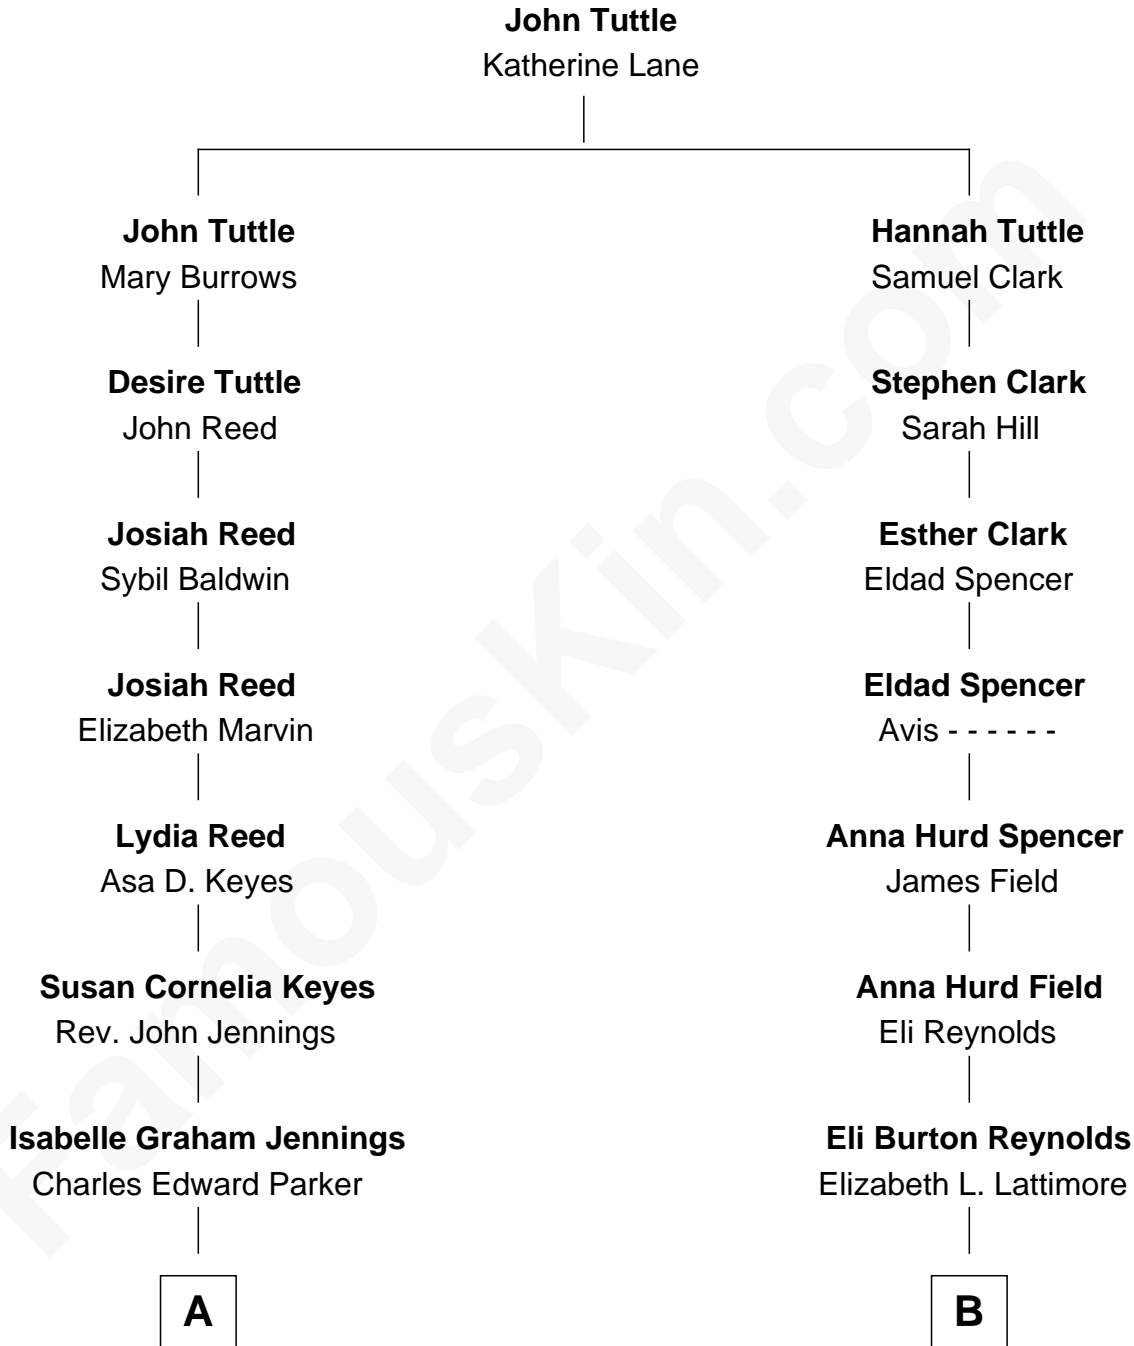 John Tuttle
Katherine Lane
John Tuttle
Mary Burrows
Hannah Tuttle
Samuel Clark
Desire Tuttle
John Reed
Stephen Clark
Sarah Hill
Josiah Reed
Sybil Baldwin
Esther Clark
Eldad Spencer
Josiah Reed
Elizabeth Marvin
Eldad Spencer
Avis - - - - - -
Lydia Reed
Asa D. Keyes
Anna Hurd Spencer
James Field
Susan Cornelia Keyes
Rev. John Jennings
Anna Hurd Field
Eli Reynolds
Isabelle Graham Jennings
Charles Edward Parker
Eli Burton Reynolds
Elizabeth L. Lattimore
A
B
FamousKin.com